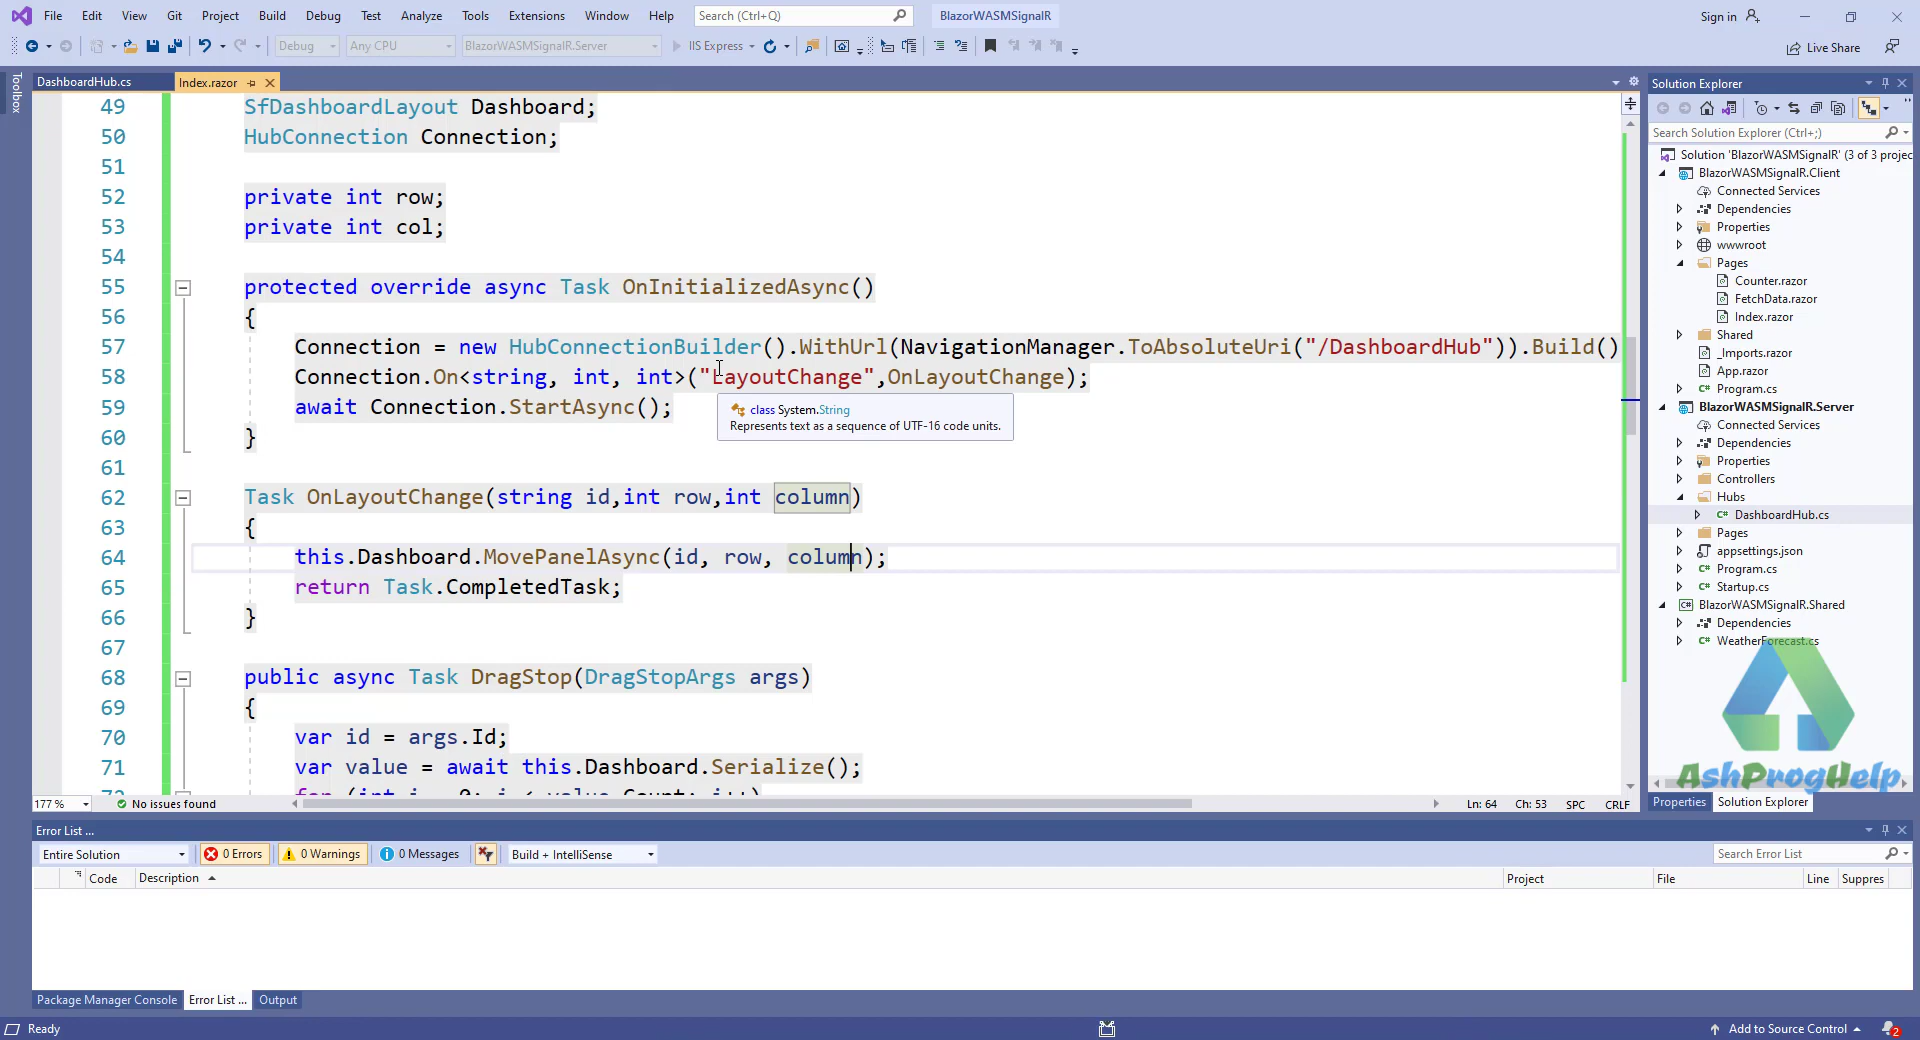 File Edit View Git Project Build Debug Test Analyze Tools Extensions Window Help Search (Ctrl+Q) BlazorWASMSignalR Sign in
Debug Any CPU BlazorWASMSignalR.Server IIS Express Live Share
Toolbox
DashboardHub.cs Index.razor
49 SfDashboardLayout Dashboard;
50 HubConnection Connection;
51
52 private int row;
53 private int col;
54
55 protected override async Task OnInitializedAsync()
56 {
57 Connection = new HubConnectionBuilder().WithUrl(NavigationManager.ToAbsoluteUri("/DashboardHub")).Build()
58 Connection.On<string, int, int>("LayoutChange",OnLayoutChange);
59 await Connection.StartAsync();
class System.String
Represents text as a sequence of UTF-16 code units.
60 }
61
62 Task OnLayoutChange(string id,int row,int column)
63 {
64 this.Dashboard.MovePanelAsync(id, row, column);
65 return Task.CompletedTask;
66 }
67
68 public async Task DragStop(DragStopArgs args)
69 {
70 var id = args.Id;
71 var value = await this.Dashboard.Serialize();
177 % No issues found Ln: 64 Ch: 53 SPC CRLF
Solution Explorer
Search Solution Explorer (Ctrl+;)
Solution 'BlazorWASMSignalR' (3 of 3 projec
BlazorWASMSignalR.Client
Connected Services
Dependencies
Properties
wwwroot
Pages
Counter.razor
FetchData.razor
Index.razor
Shared
_Imports.razor
App.razor
Program.cs
BlazorWASMSignalR.Server
Connected Services
Dependencies
Properties
Controllers
Hubs
DashboardHub.cs
Pages
appsettings.json
Program.cs
Startup.cs
BlazorWASMSignalR.Shared
Dependencies
WeatherForecast.cs
AshProgHelp
Properties Solution Explorer
Error List ...
Entire Solution 0 Errors 0 Warnings 0 Messages Build + IntelliSense Search Error List
Code Description Project File Line Suppres
Package Manager Console Error List ... Output
Ready Add to Source Control 2